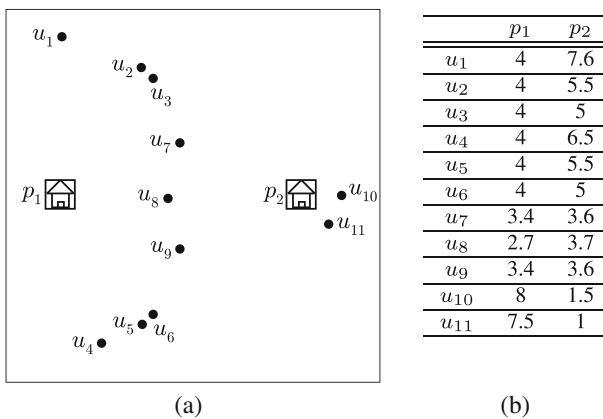 u1
u2
u3
u7
p1
u8
p2
u10
u11
u9
u5
u6
u4
(a)
p1 p2
u1 4 7.6
u2 4 5.5
u3 4 5
u4 4 6.5
u5 4 5.5
u6 4 5
u7 3.4 3.6
u8 2.7 3.7
u9 3.4 3.6
u10 8 1.5
u11 7.5 1
(b)